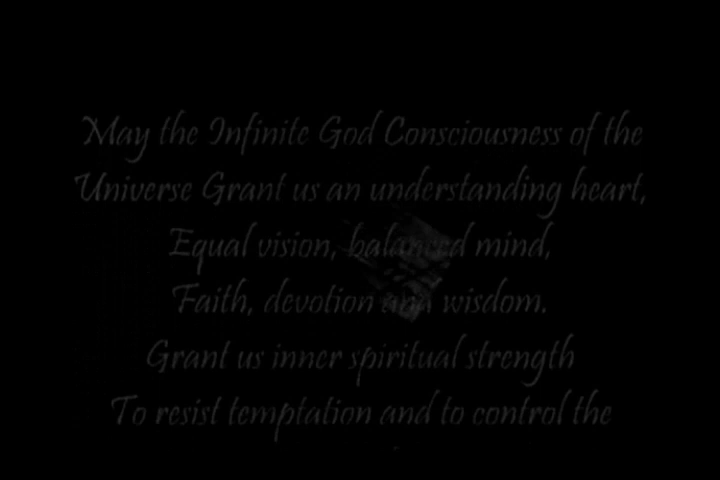 May the Infinite God Consciousness of the
Universe Grant us an understanding heart,
Equal vision, balanced mind,
Faith, devotion and wisdom.
Grant us inner spiritual strength
To resist temptation and to control the